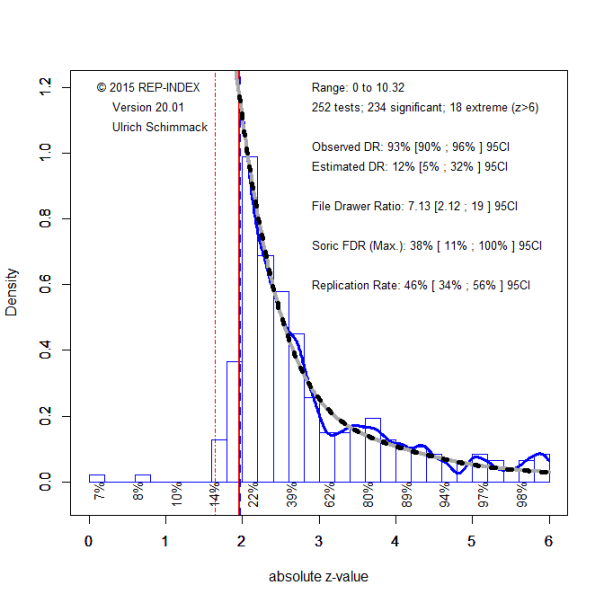 © 2015 REP-INDEX
Version 20.01
Ulrich Schimmack
Range: 0 to 10.32
252 tests; 234 significant; 18 extreme (z>6)
Observed DR: 93% [90% ; 96% ] 95CI
Estimated DR: 12% [5% ; 32% ] 95CI
File Drawer Ratio: 7.13 [2.12 ; 19 ] 95CI
Soric FDR (Max.): 38% [ 11% ; 100% ] 95CI
Replication Rate: 46% [ 34% ; 56% ] 95CI
Density
1.2
1.0
0.8
0.6
0.4
0.2
0.0
7% 8% 10% 14% 22% 39% 62% 80% 89% 94% 97% 98%
0 1 2 3 4 5 6
absolute z-value